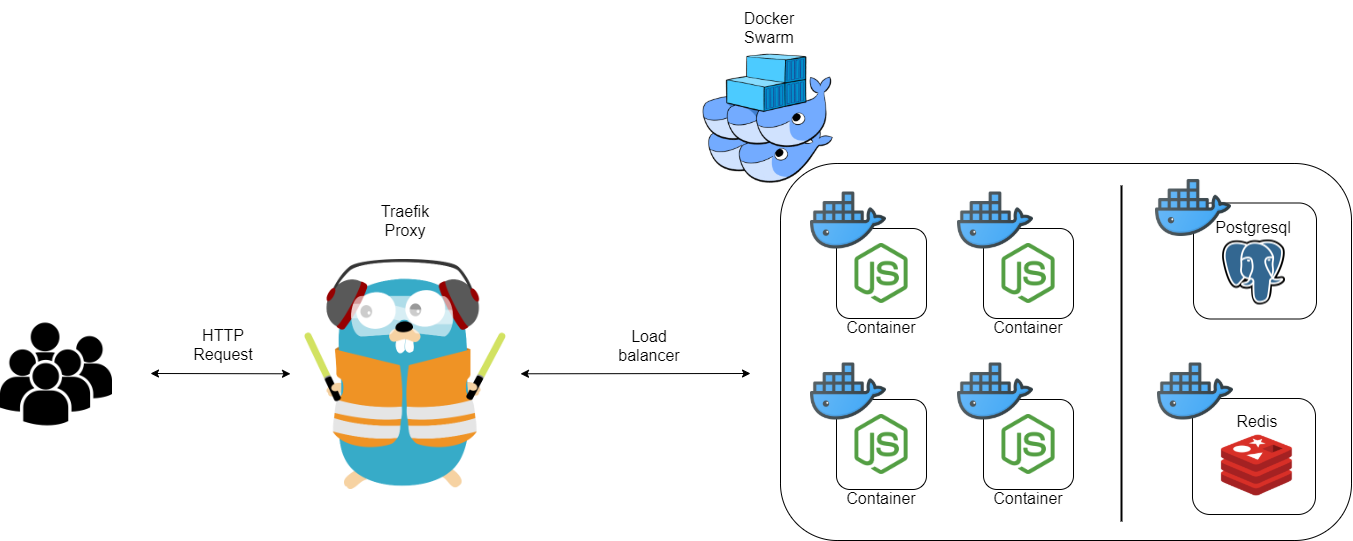 Docker
Swarm
Traefik
Proxy
HTTP
Request
Load
balancer
JS
Container
JS
Container
Postgresql
JS
Container
JS
Container
Redis